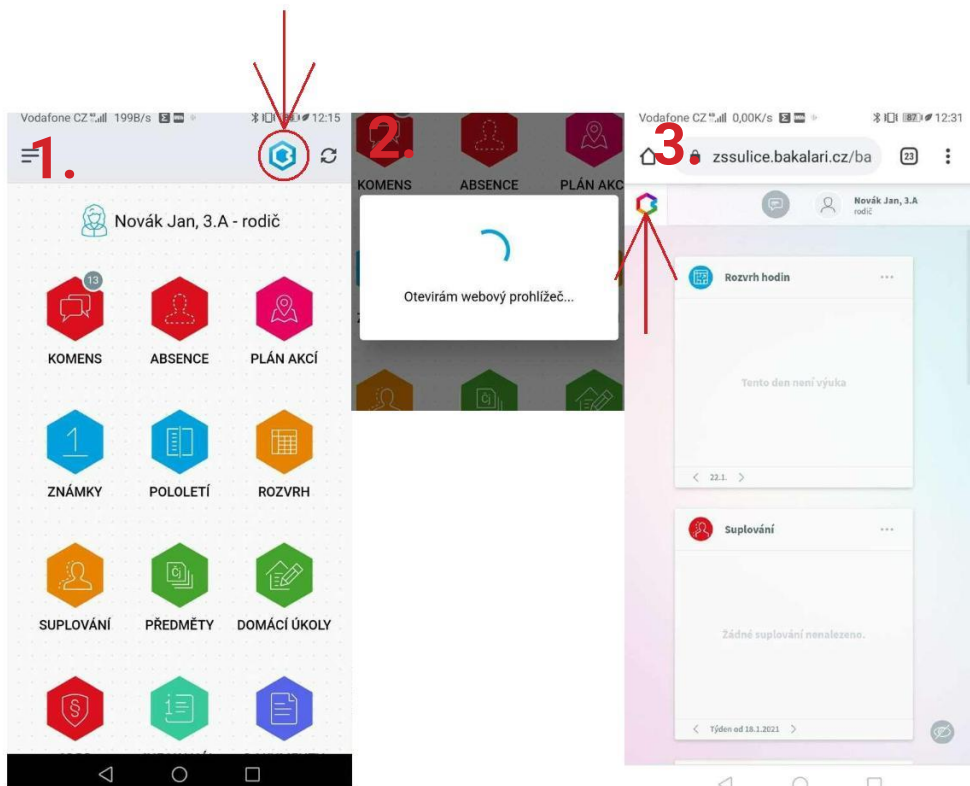 Vodafone CZ 199B/s 12:15
1.
13
Novák Jan, 3.A - rodič
KOMENS ABSENCE PLÁN AKCÍ
1
ZNÁMKY POLOLETÍ ROZVRH
Čj
SUPLOVÁNÍ PŘEDMĚTY DOMÁCÍ ÚKOLY
§
2.
KOMENS ABSENCE PLÁN AKC
Otevírám webový prohlížeč...
Čj
Vodafone CZ 0,00K/s 87 12:31
3.
zssulice.bakalari.cz/ba 23
Novák Jan, 3.A
rodič
Rozvrh hodin
Tento den není výuka
22.1.
Suplování
Žádné suplování nenalezeno.
Týden od 18.1.2021